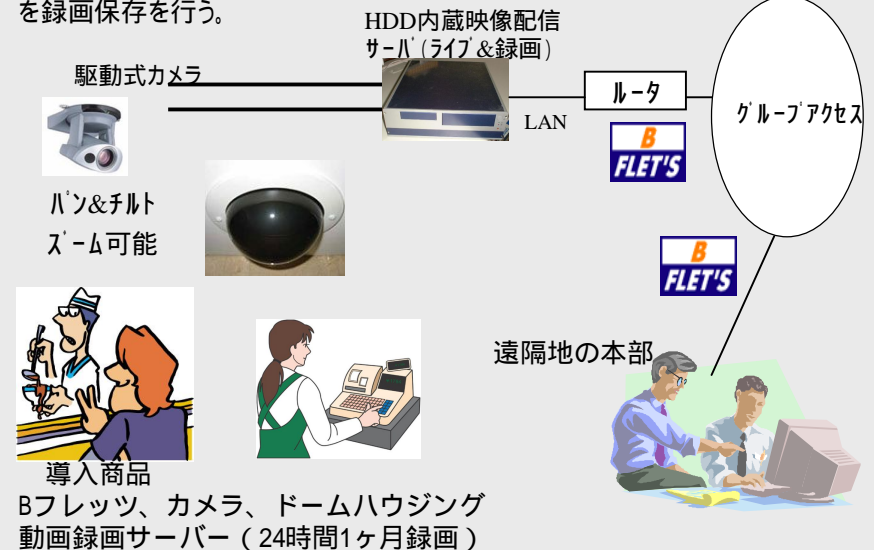 を録画保存を行う。
HDD内蔵映像配信
ｻｰﾊﾞ(ﾗｲﾌﾞ&録画)
駆動式カメラ
ルータ
LAN
ｸﾞﾙｰﾌﾟｱｸｾｽ
B
FLET'S
ﾊﾟﾝ&ﾁﾙﾄ
ｽﾞｰﾑ可能
B
FLET'S
遠隔地の本部
導入商品
Bフレッツ、カメラ、ドームハウジング
動画録画サーバー（24時間1ヶ月録画）